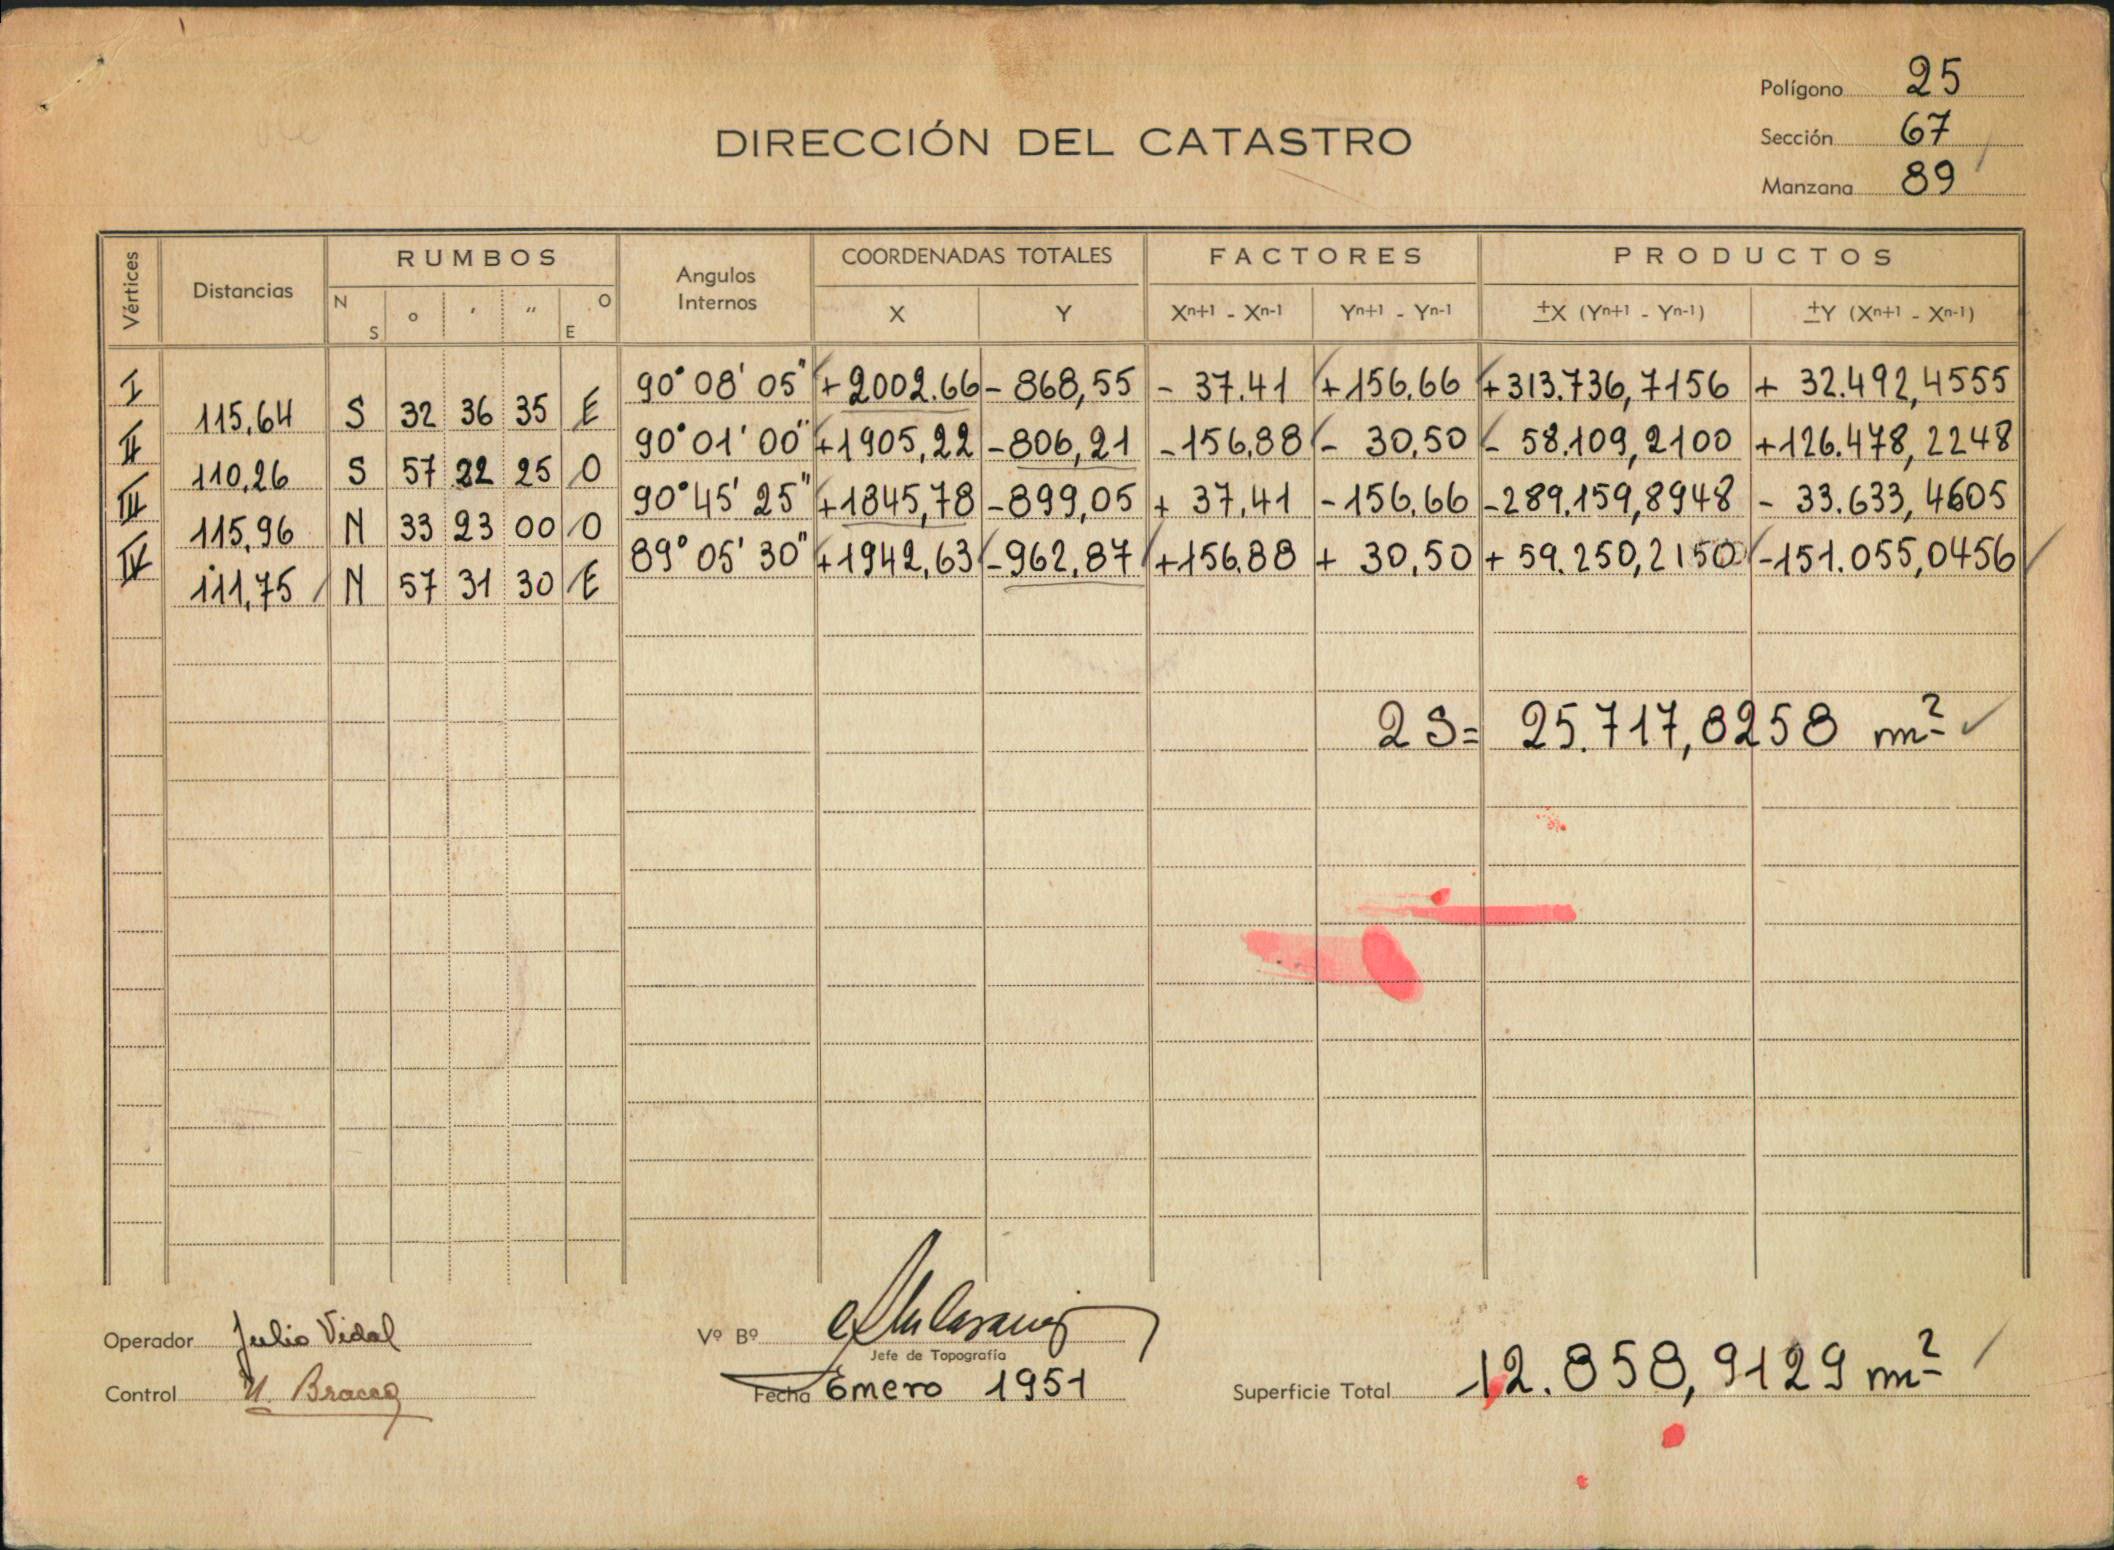 Polígono 25
DIRECCIÓN DEL CATASTRO
Sección 67
Manzana 89
Vértices Distancias RUMBOS Angulos Internos COORDENADAS TOTALES FACTORES PRODUCTOS
N S o ' " O E X Y Xn+1 - Xn-1 Yn+1 - Yn-1 ±X (Yn+1 - Yn-1) ±Y (Xn+1 - Xn-1)
I 90° 08' 05" +2002.66 - 868,55 - 37.41 +156.66 +313.736,7156 + 32.492,4555
115,64 S 32 36 35 E
II 90° 01' 00" +1905,22 -806,21 -156.88 - 30,50 - 58.109,2100 +126.478,2248
110,26 S 57 22 25 O
III 90° 45' 25" +1845,78 -899,05 + 37,41 -156,66 -289.159,8948 - 33.633,4605
115,96 N 33 23 00 O
IV 89° 05' 30" +1942,63 -962,87 +156.88 + 30,50 + 59.250,2150 -151.055,0456
111,75 N 57 31 30 E
2S= 25.717,8258 m²
Operador Julio Vidal Vº Bº
Jefe de Topografía
Control Fecha Enero 1951 Superficie Total 12.858,9129 m²